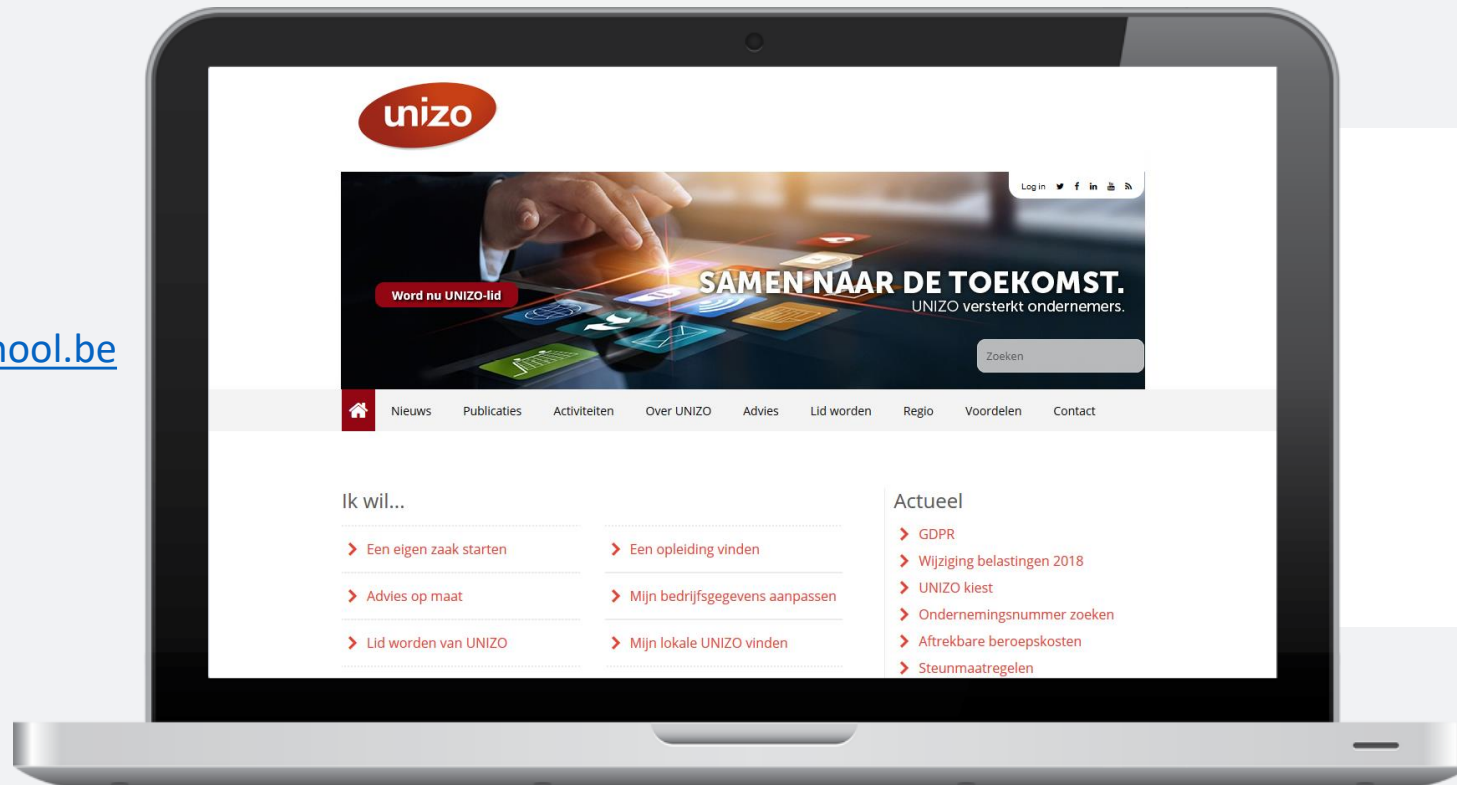 unizo
Log in
Word nu UNIZO-lid
SAMEN NAAR DE TOEKOMST.
UNIZO versterkt ondernemers.
Zoeken
hool.be
Nieuws Publicaties Activiteiten Over UNIZO Advies Lid worden Regio Voordelen Contact
Ik wil...
Een eigen zaak starten
Een opleiding vinden
Advies op maat
Mijn bedrijfsgegevens aanpassen
Lid worden van UNIZO
Mijn lokale UNIZO vinden
Actueel
GDPR
Wijziging belastingen 2018
UNIZO kiest
Ondernemingsnummer zoeken
Aftrekbare beroepskosten
Steunmaatregelen